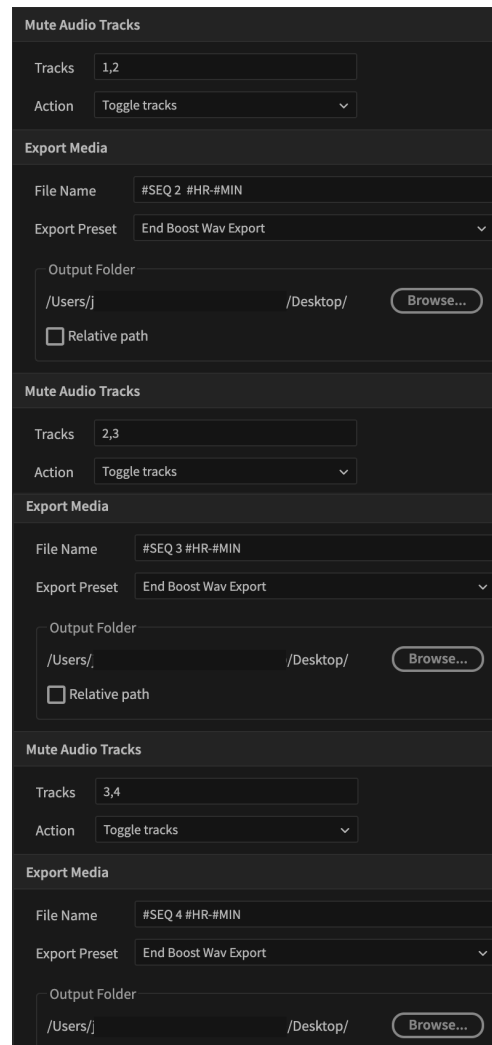 Mute Audio Tracks
Tracks 1,2
Action Toggle tracks
Export Media
File Name #SEQ 2  #HR-#MIN
Export Preset End Boost Wav Export
Output Folder
/Users/j /Desktop/ Browse...
Relative path
Mute Audio Tracks
Tracks 2,3
Action Toggle tracks
Export Media
File Name #SEQ 3 #HR-#MIN
Export Preset End Boost Wav Export
Output Folder
/Users/ /Desktop/ Browse...
Relative path
Mute Audio Tracks
Tracks 3,4
Action Toggle tracks
Export Media
File Name #SEQ 4 #HR-#MIN
Export Preset End Boost Wav Export
Output Folder
/Users/j /Desktop/ Browse...